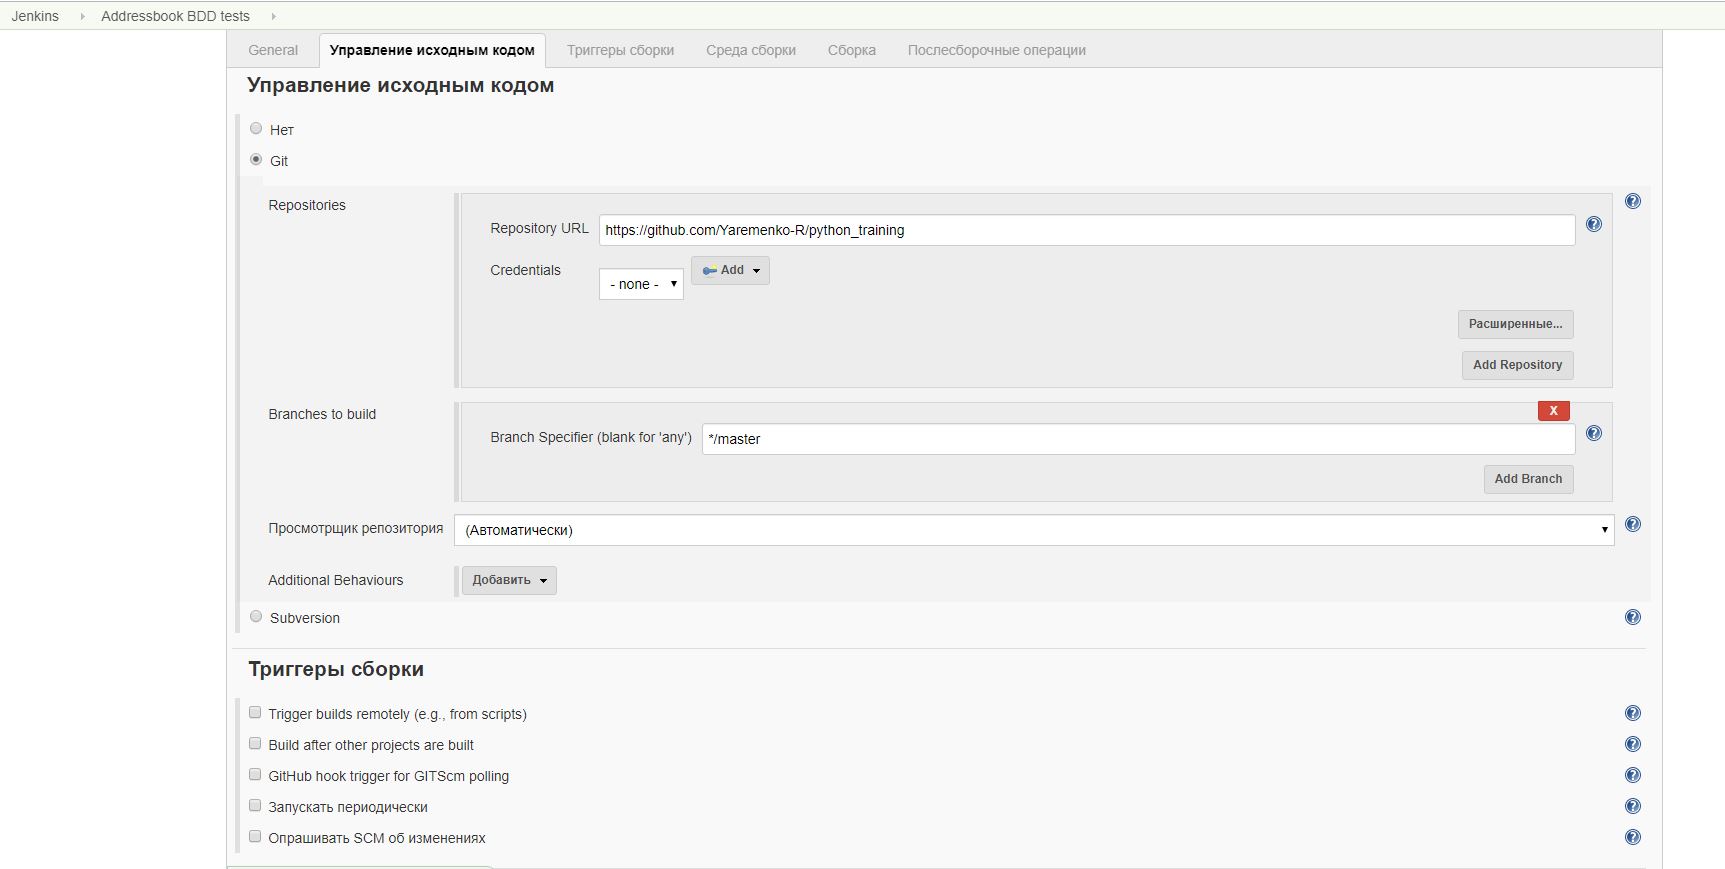 Jenkins Addressbook BDD tests
General Управление исходным кодом Триггеры сборки Среда сборки Сборка Послесборочные операции
Управление исходным кодом
Нет
Git
Repositories
Repository URL https://github.com/Yaremenko-R/python_training
Credentials
- none - Add
Расширенные...
Add Repository
Branches to build
X
Branch Specifier (blank for 'any') */master
Add Branch
Просмотрщик репозитория (Автоматически)
Additional Behaviours Добавить
Subversion
Триггеры сборки
Trigger builds remotely (e.g., from scripts)
Build after other projects are built
GitHub hook trigger for GITScm polling
Запускать периодически
Опрашивать SCM об изменениях